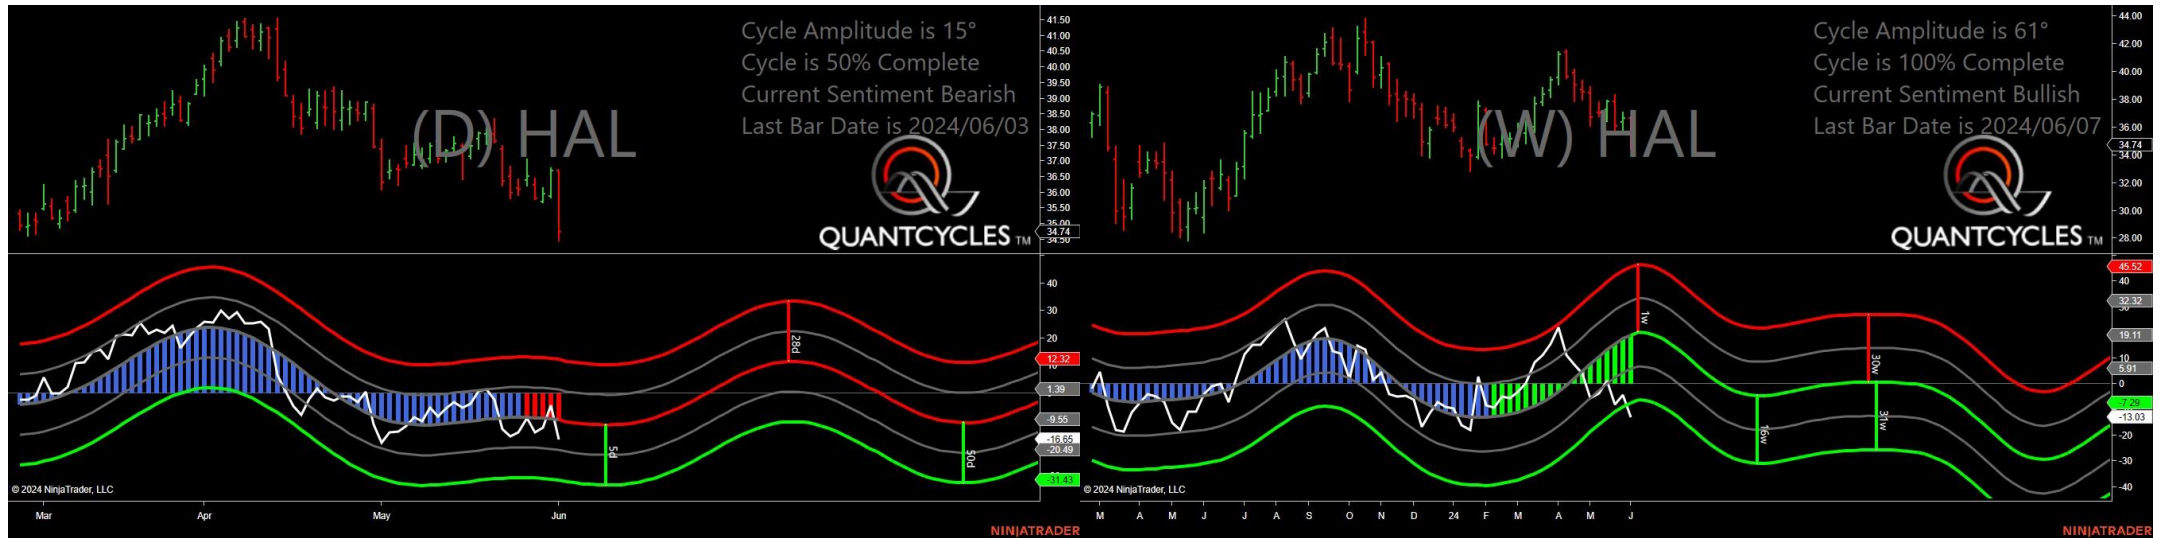 Cycle Amplitude is 15°
Cycle is 50% Complete
Current Sentiment Bearish
Last Bar Date is 2024/06/03
(D) HAL
QUANTCYCLES TM
41.50
41.00
40.50
40.00
39.50
39.00
38.50
38.00
37.50
37.00
36.50
36.00
35.50
35.00
34.74
34.50
40
30
20
12.32
10
1.39
-9.55
-16.65
-20.49
-31.43
28d
5d
50d
© 2024 NinjaTrader, LLC
Mar
Apr
May
Jun
NINJATRADER
Cycle Amplitude is 61°
Cycle is 100% Complete
Current Sentiment Bullish
Last Bar Date is 2024/06/07
(W) HAL
QUANTCYCLES TM
44.00
42.00
40.00
38.00
36.00
34.74
34.00
32.00
30.00
28.00
45.52
40
32.32
30
19.11
10
5.91
0
-7.29
-13.03
-20
-30
-40
1w
30w
16w
31w
© 2024 NinjaTrader, LLC
M A M J J A S O N D 24 F M A M J
NINJATRADER